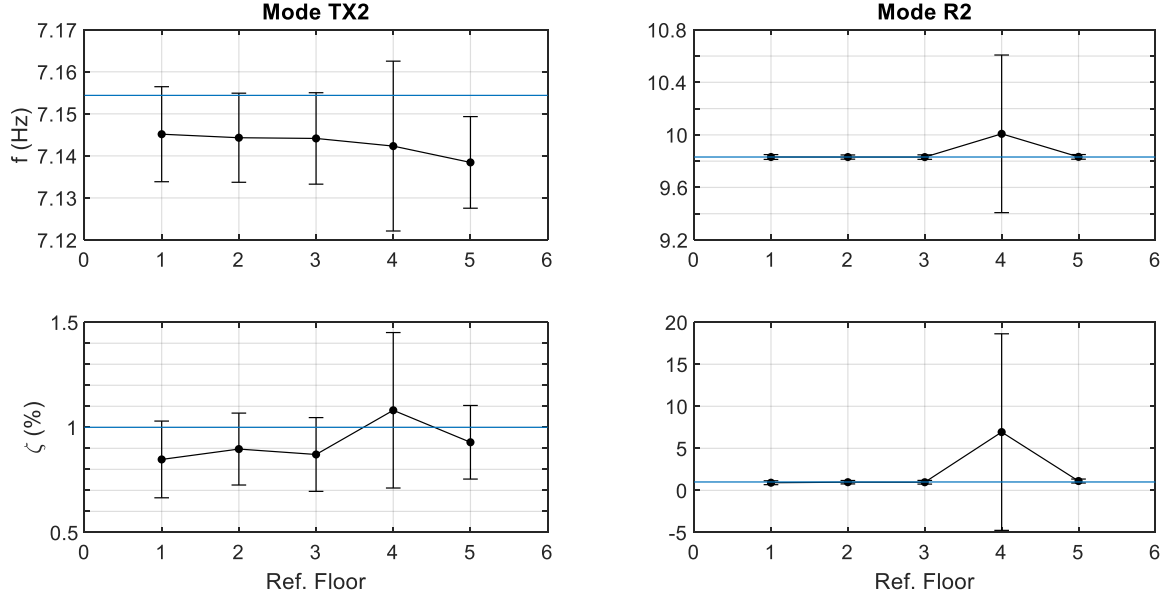 Mode TX2
7.17
7.16
7.15
7.14
7.13
7.12
f (Hz)
0 1 2 3 4 5 6
Mode R2
10.8
10.4
10
9.6
9.2
0 1 2 3 4 5 6
1.5
1
0.5
ζ (%)
0 1 2 3 4 5 6
Ref. Floor
20
15
10
5
0
-5
0 1 2 3 4 5 6
Ref. Floor